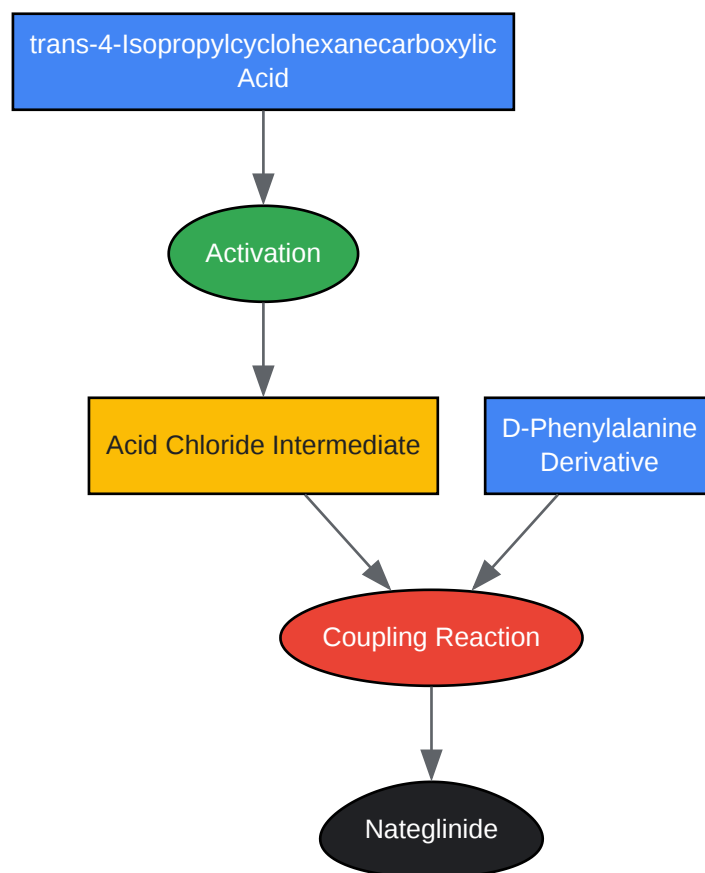 trans-4-Isopropylcyclohexanecarboxylic
Acid
Activation
Acid Chloride Intermediate
D-Phenylalanine
Derivative
Coupling Reaction
Nateglinide